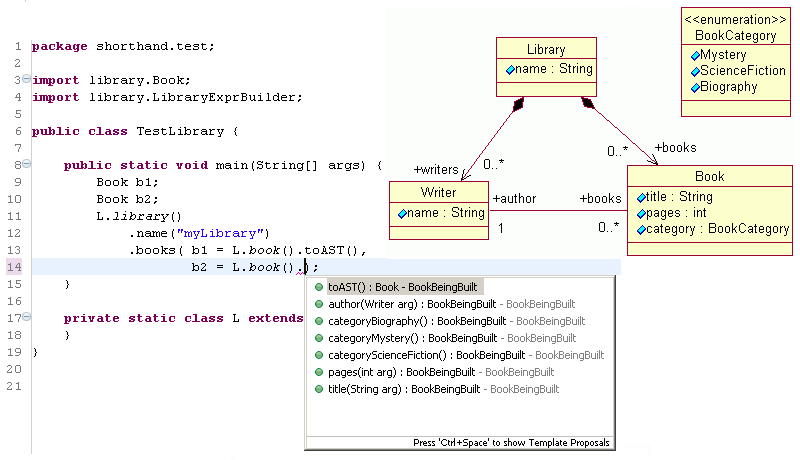 1 package shorthand.test;
2
3 import library.Book;
4 import library.LibraryExprBuilder;
5
6 public class TestLibrary {
7
8 public static void main(String[] args) {
9 Book b1;
10 Book b2;
11 L.library()
12 .name("myLibrary")
13 .books( b1 = L.book().toAST(),
14 b2 = L.book().);
15 }
16
17 private static class L extends
18 }
19 }
20
21
toAST() : Book - BookBeingBuilt
author(Writer arg) : BookBeingBuilt - BookBeingBuilt
categoryBiography() : BookBeingBuilt - BookBeingBuilt
categoryMystery() : BookBeingBuilt - BookBeingBuilt
categoryScienceFiction() : BookBeingBuilt - BookBeingBuilt
pages(int arg) : BookBeingBuilt - BookBeingBuilt
title(String arg) : BookBeingBuilt - BookBeingBuilt
Press 'Ctrl+Space' to show Template Proposals
Library
name : String
<<enumeration>>
BookCategory
Mystery
ScienceFiction
Biography
+writers
0..*
0..*
+books
Writer
name : String
+author
1
+books
0..*
Book
title : String
pages : int
category : BookCategory